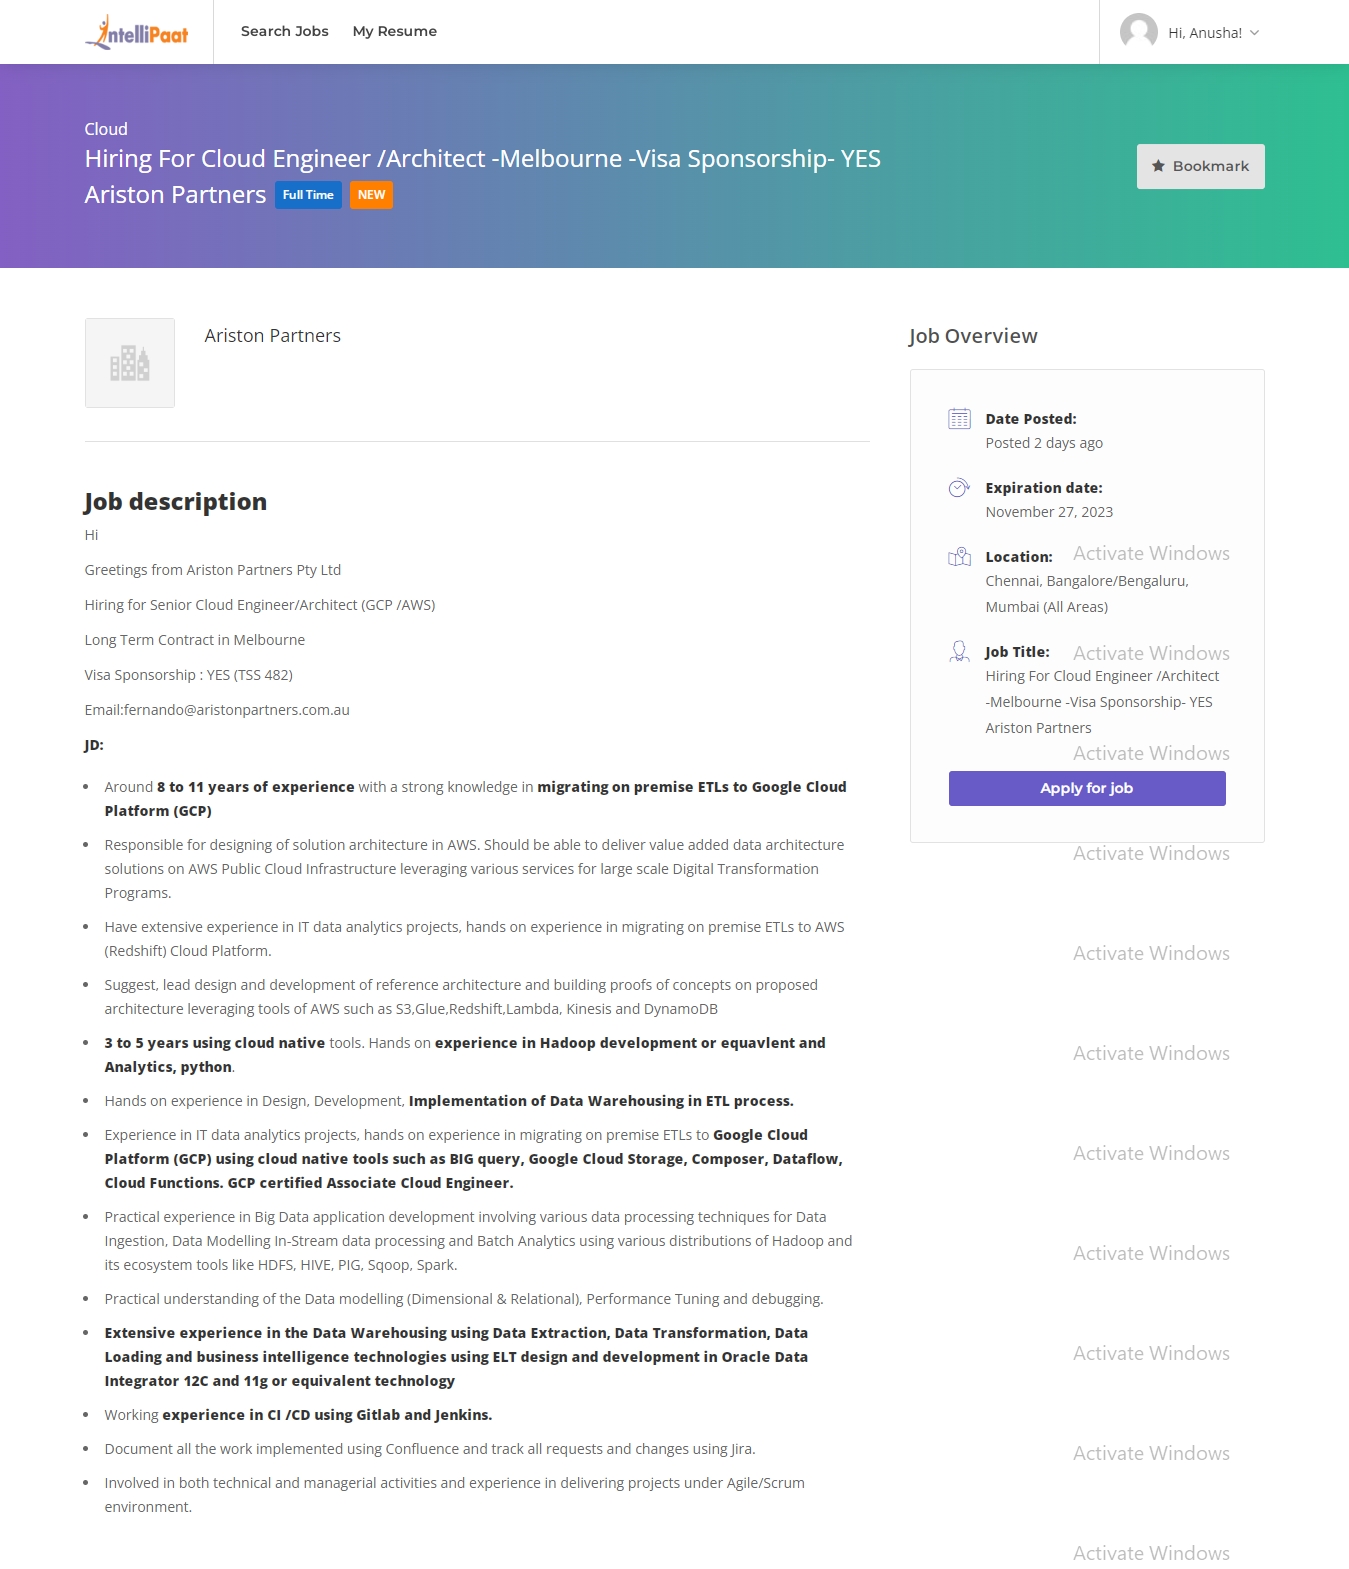 IntelliPaat
Search Jobs
My Resume
Hi, Anusha!
Cloud
Hiring For Cloud Engineer /Architect -Melbourne -Visa Sponsorship- YES
Ariston Partners Full Time NEW
Bookmark
Ariston Partners
Job description
Hi
Greetings from Ariston Partners Pty Ltd
Hiring for Senior Cloud Engineer/Architect (GCP /AWS)
Long Term Contract in Melbourne
Visa Sponsorship : YES (TSS 482)
Email:fernando@aristonpartners.com.au
JD:
Around 8 to 11 years of experience with a strong knowledge in migrating on premise ETLs to Google Cloud
Platform (GCP)
Responsible for designing of solution architecture in AWS. Should be able to deliver value added data architecture
solutions on AWS Public Cloud Infrastructure leveraging various services for large scale Digital Transformation
Programs.
Have extensive experience in IT data analytics projects, hands on experience in migrating on premise ETLs to AWS
(Redshift) Cloud Platform.
Suggest, lead design and development of reference architecture and building proofs of concepts on proposed
architecture leveraging tools of AWS such as S3,Glue,Redshift,Lambda, Kinesis and DynamoDB
3 to 5 years using cloud native tools. Hands on experience in Hadoop development or equavlent and
Analytics, python.
Hands on experience in Design, Development, Implementation of Data Warehousing in ETL process.
Experience in IT data analytics projects, hands on experience in migrating on premise ETLs to Google Cloud
Platform (GCP) using cloud native tools such as BIG query, Google Cloud Storage, Composer, Dataflow,
Cloud Functions. GCP certified Associate Cloud Engineer.
Practical experience in Big Data application development involving various data processing techniques for Data
Ingestion, Data Modelling In-Stream data processing and Batch Analytics using various distributions of Hadoop and
its ecosystem tools like HDFS, HIVE, PIG, Sqoop, Spark.
Practical understanding of the Data modelling (Dimensional & Relational), Performance Tuning and debugging.
Extensive experience in the Data Warehousing using Data Extraction, Data Transformation, Data
Loading and business intelligence technologies using ELT design and development in Oracle Data
Integrator 12C and 11g or equivalent technology
Working experience in CI /CD using Gitlab and Jenkins.
Document all the work implemented using Confluence and track all requests and changes using Jira.
Involved in both technical and managerial activities and experience in delivering projects under Agile/Scrum
environment.
Job Overview
Date Posted:
Posted 2 days ago
Expiration date:
November 27, 2023
Location: Activate Windows
Chennai, Bangalore/Bengaluru,
Mumbai (All Areas)
Job Title: Activate Windows
Hiring For Cloud Engineer /Architect
-Melbourne -Visa Sponsorship- YES
Ariston Partners
Activate Windows
Apply for job
Activate Windows
Activate Windows
Activate Windows
Activate Windows
Activate Windows
Activate Windows
Activate Windows
Activate Windows